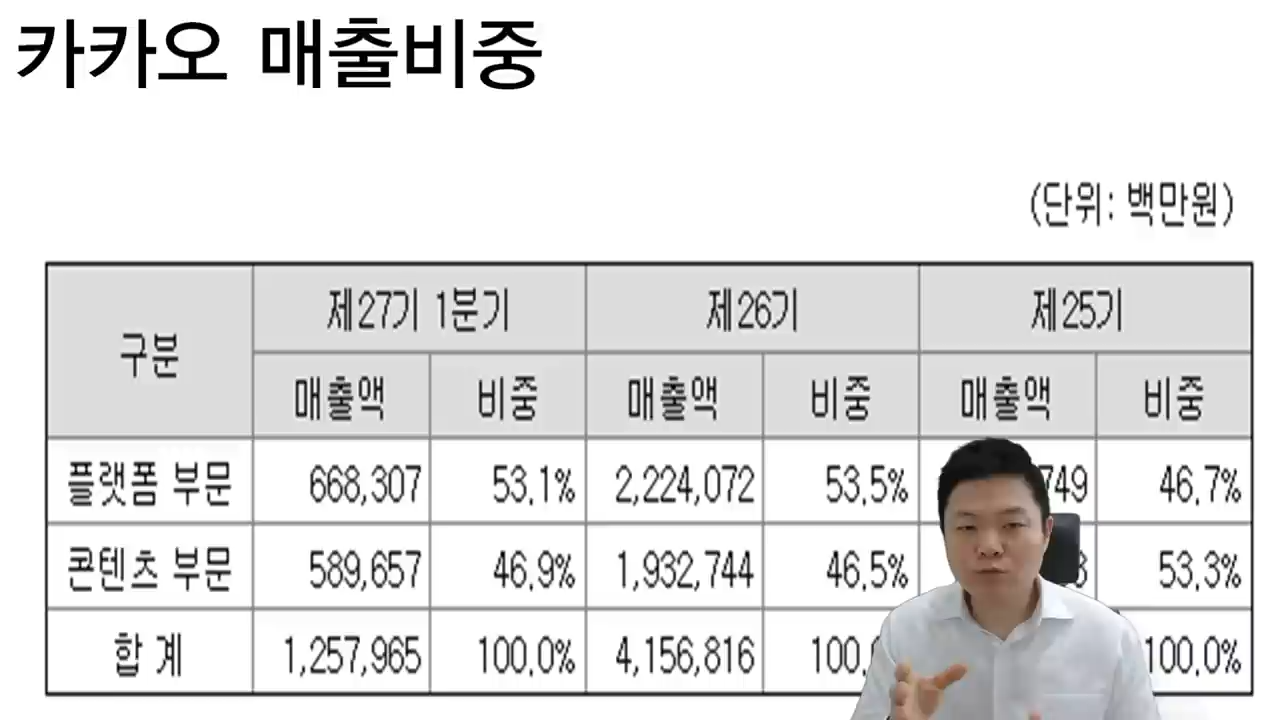 카카오 매출비중
(단위: 백만원)
구분 제27기 1분기 제26기 제25기
매출액 비중 매출액 비중 매출액 비중
플랫폼 부문 668,307 53.1% 2,224,072 53.5% 46.7%
콘텐츠 부문 589,657 46.9% 1,932,744 46.5% 53.3%
합 계 1,257,965 100.0% 4,156,816 100.0%